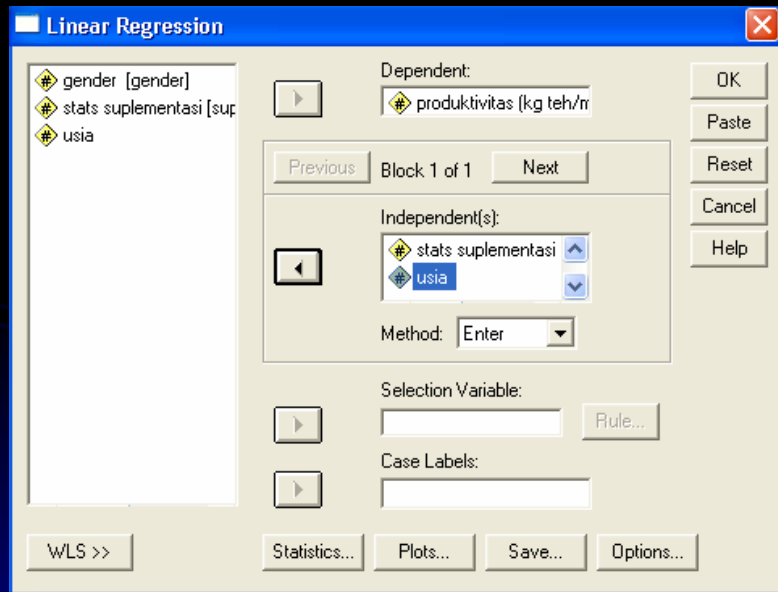 Linear Regression
gender [gender]
stats suplementasi [sup
usia
Dependent:
produktivitas (kg teh/m
Previous
Block 1 of 1
Next
Independent(s):
stats suplementasi
usia
Method:
Enter
Selection Variable:
Rule...
Case Labels:
WLS >>
Statistics...
Plots...
Save...
Options...
OK
Paste
Reset
Cancel
Help